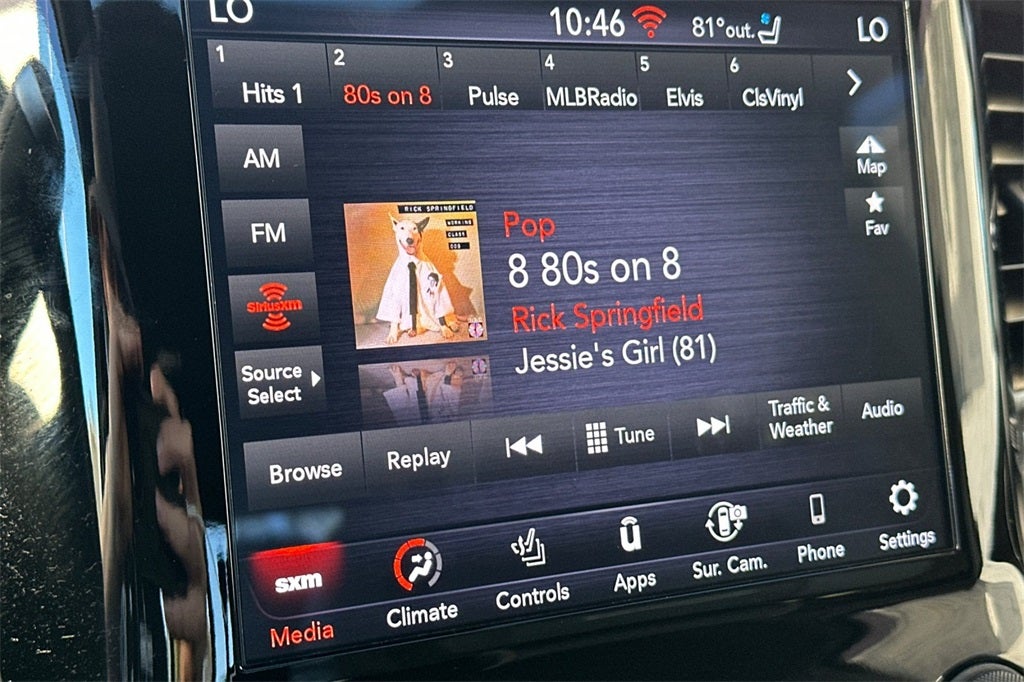 LO
10:46
81° out.
LO
1
Hits 1
2
80s on 8
3
Pulse
4
MLBRadio
5
Elvis
6
ClsVinyl
AM
FM
SiriusXm
Source
Select
RICK SPRINGFIELD
WORKING
CLASS
DOG
Pop
8 80s on 8
Rick Springfield
Jessie's Girl (81)
Map
Fav
Browse
Replay
Tune
Traffic &
Weather
Audio
sxm
Media
Climate
Controls
u
Apps
Sur. Cam.
Phone
Settings